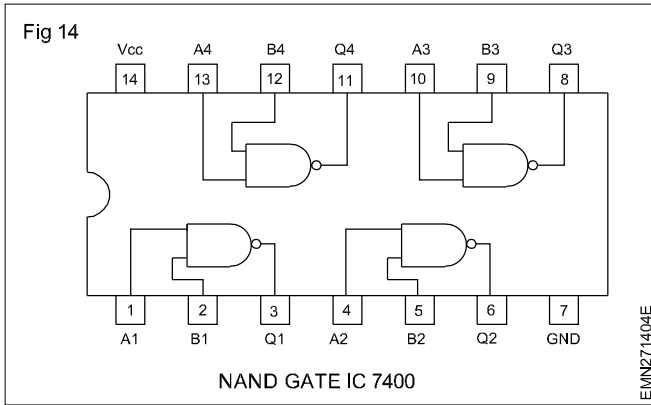 Fig 14
Vcc A4 B4 Q4 A3 B3 Q3
14 13 12 11 10 9 8
1 2 3 4 5 6 7
A1 B1 Q1 A2 B2 Q2 GND
NAND GATE IC 7400
EMN271404E